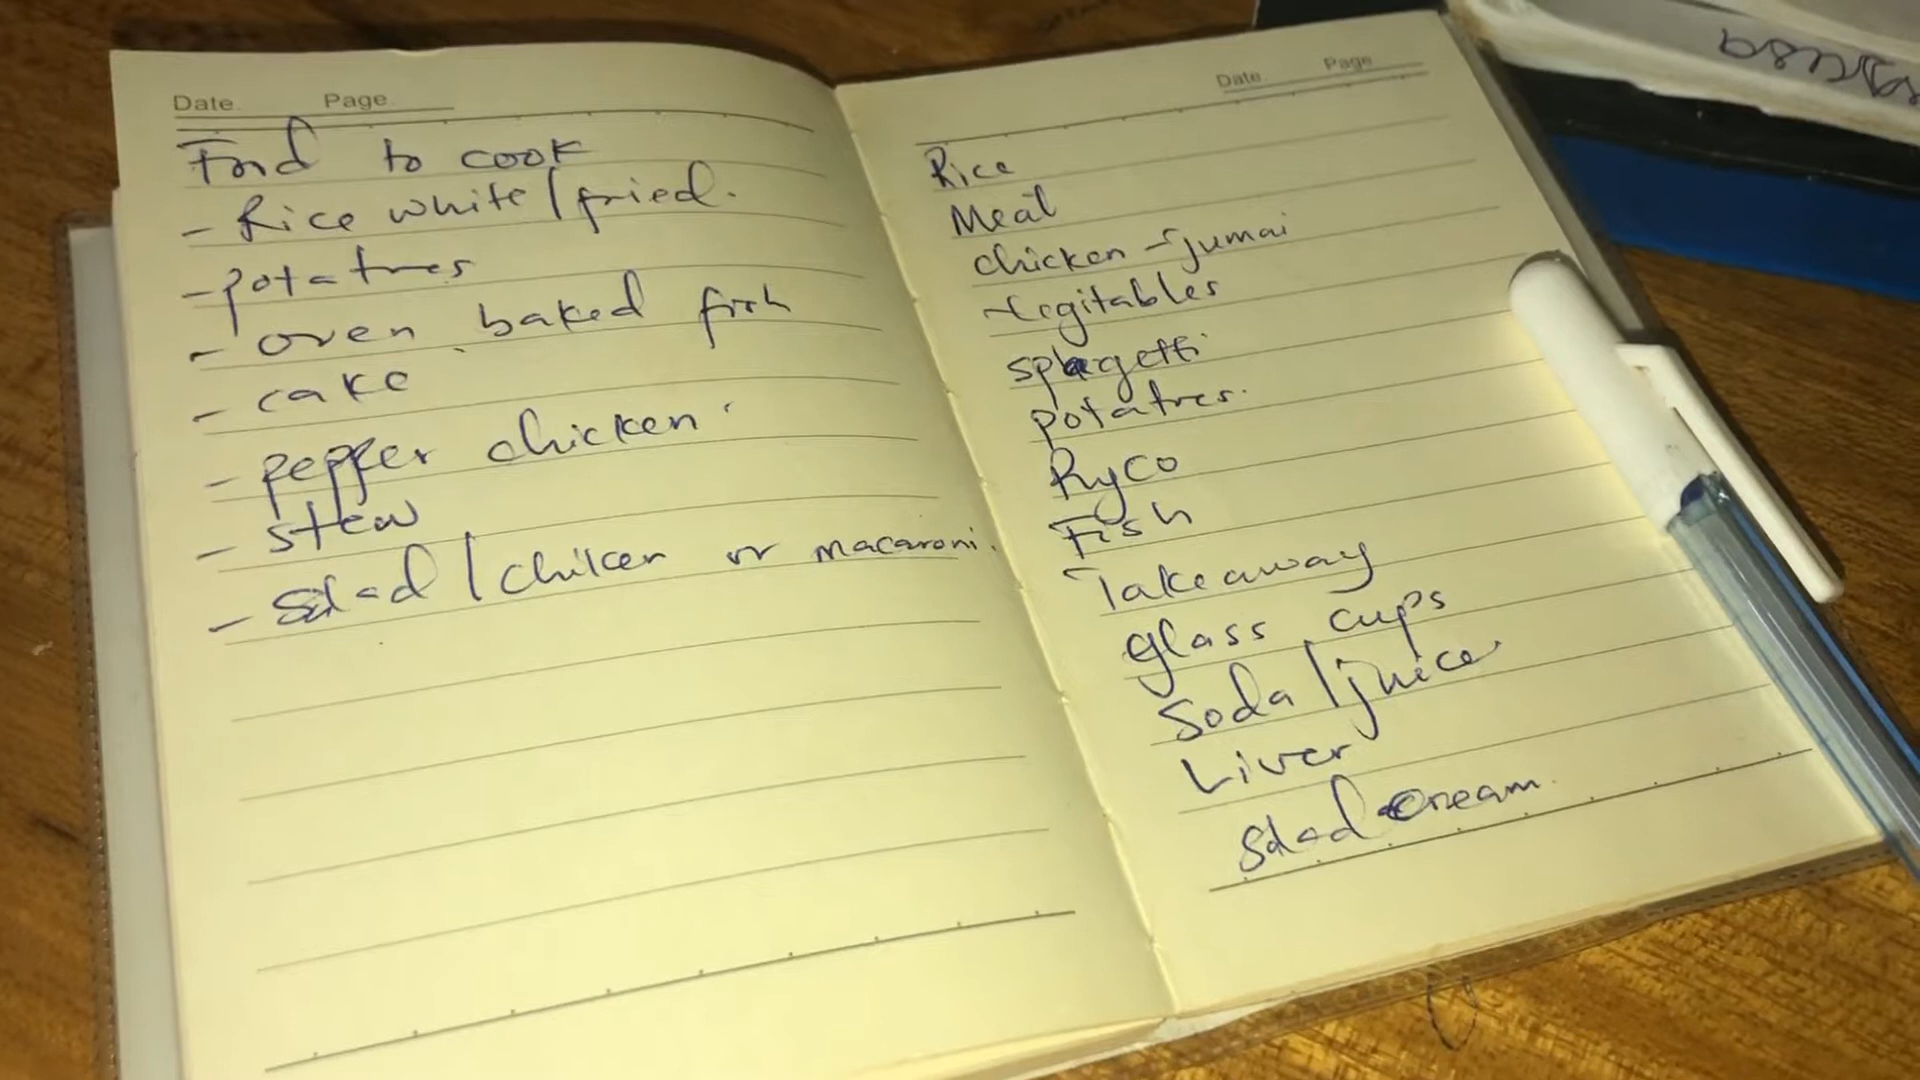 Date. Page.
Food to cook
- Rice white/fried.
- potatoes
- oven baked fish
- cake
- pepper chicken
- stew
- Salad/chicken or macaroni.
Date. Page
Rice
Meat
chicken - jumai
Vegitables
spagetti
potatoes.
Ryco
Fish
Takeaway
glass cups
Soda/juice
Liver
Salad cream.